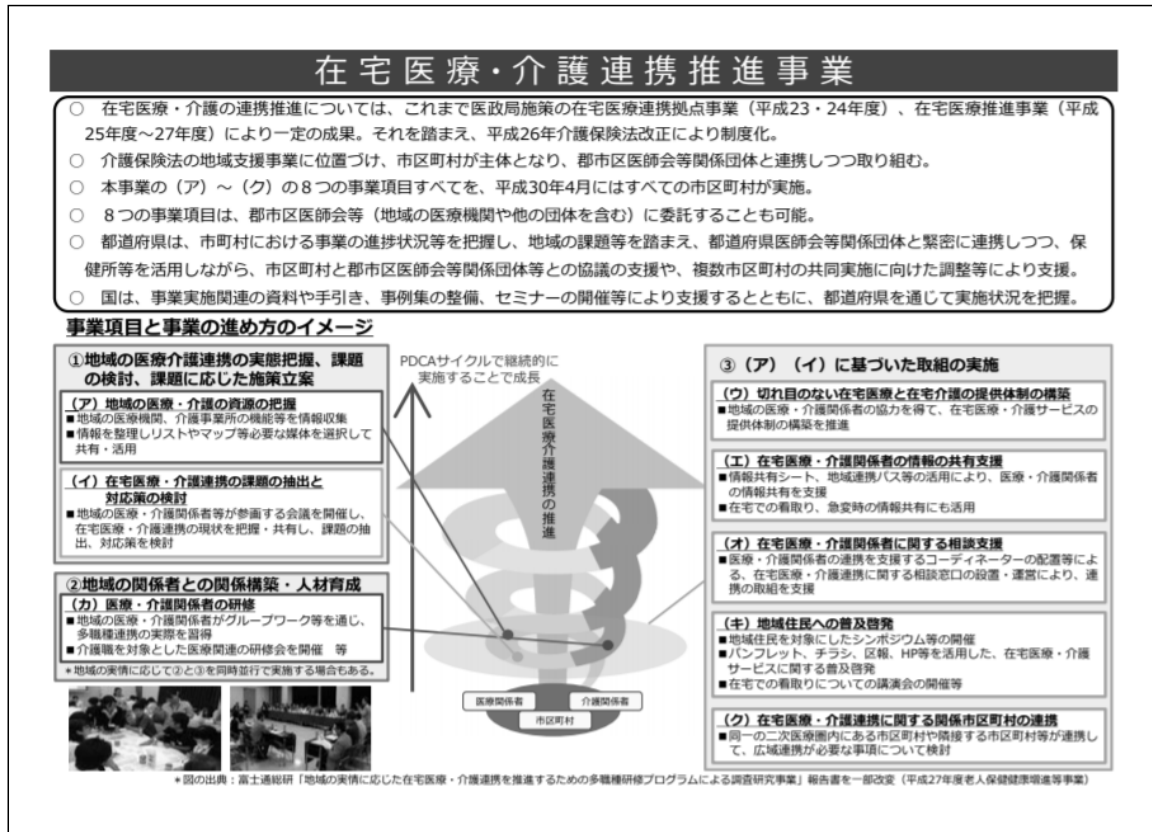 在宅医療・介護連携推進事業
○ 在宅医療・介護の連携推進については、これまで医政局施策の在宅医療連携拠点事業（平成23・24年度）、在宅医療推進事業（平成
25年度～27年度）により一定の成果。それを踏まえ、平成26年介護保険法改正により制度化。
○ 介護保険法の地域支援事業に位置づけ、市区町村が主体となり、郡市区医師会等関係団体と連携しつつ取り組む。
○ 本事業の（ア）～（ク）の８つの事業項目すべてを、平成30年4月にはすべての市区町村が実施。
○ ８つの事業項目は、郡市区医師会等（地域の医療機関や他の団体を含む）に委託することも可能。
○ 都道府県は、市町村における事業の進捗状況等を把握し、地域の課題等を踏まえ、都道府県医師会等関係団体と緊密に連携しつつ、保
健所等を活用しながら、市区町村と郡市区医師会等関係団体等との協議の支援や、複数市区町村の共同実施に向けた調整等により支援。
○ 国は、事業実施関連の資料や手引き、事例集の整備、セミナーの開催等により支援するとともに、都道府県を通じて実施状況を把握。
事業項目と事業の進め方のイメージ
①地域の医療介護連携の実態把握、課題
の検討、課題に応じた施策立案
（ア）地域の医療・介護の資源の把握
■地域の医療機関、介護事業所の機能等を情報収集
■情報を整理しリストやマップ等必要な媒体を選択して
共有・活用
（イ）在宅医療・介護連携の課題の抽出と
対応策の検討
■地域の医療・介護関係者等が参画する会議を開催し、
在宅医療・介護連携の現状を把握・共有し、課題の抽
出、対応策を検討
②地域の関係者との関係構築・人材育成
（カ）医療・介護関係者の研修
■地域の医療・介護関係者がグループワーク等を通じ、
多職種連携の実際を習得
■介護職を対象とした医療関連の研修会を開催 等
＊地域の実情に応じて②と③を同時並行で実施する場合もある。
PDCAサイクルで継続的に
実施することで成長
在宅医療介護連携の推進
医療関係者
介護関係者
市区町村
③（ア）（イ）に基づいた取組の実施
（ウ）切れ目のない在宅医療と在宅介護の提供体制の構築
■地域の医療・介護関係者の協力を得て、在宅医療・介護サービスの
提供体制の構築を推進
（エ）在宅医療・介護関係者の情報の共有支援
■情報共有シート、地域連携パス等の活用により、医療・介護関係者
の情報共有を支援
■在宅での看取り、急変時の情報共有にも活用
（オ）在宅医療・介護関係者に関する相談支援
■医療・介護関係者の連携を支援するコーディネーターの配置等によ
る、在宅医療・介護連携に関する相談窓口の設置・運営により、連
携の取組を支援
（キ）地域住民への普及啓発
■地域住民を対象にしたシンポジウム等の開催
■パンフレット、チラシ、区報、HP等を活用した、在宅医療・介護
サービスに関する普及啓発
■在宅での看取りについての講演会の開催等
（ク）在宅医療・介護連携に関する関係市区町村の連携
■同一の二次医療圏内にある市区町村や隣接する市区町村等が連携し
て、広域連携が必要な事項について検討
＊図の出典：富士通総研「地域の実情に応じた在宅医療・介護連携を推進するための多職種研修プログラムによる調査研究事業」報告書を一部改変（平成27年度老人保健健康増進等事業）